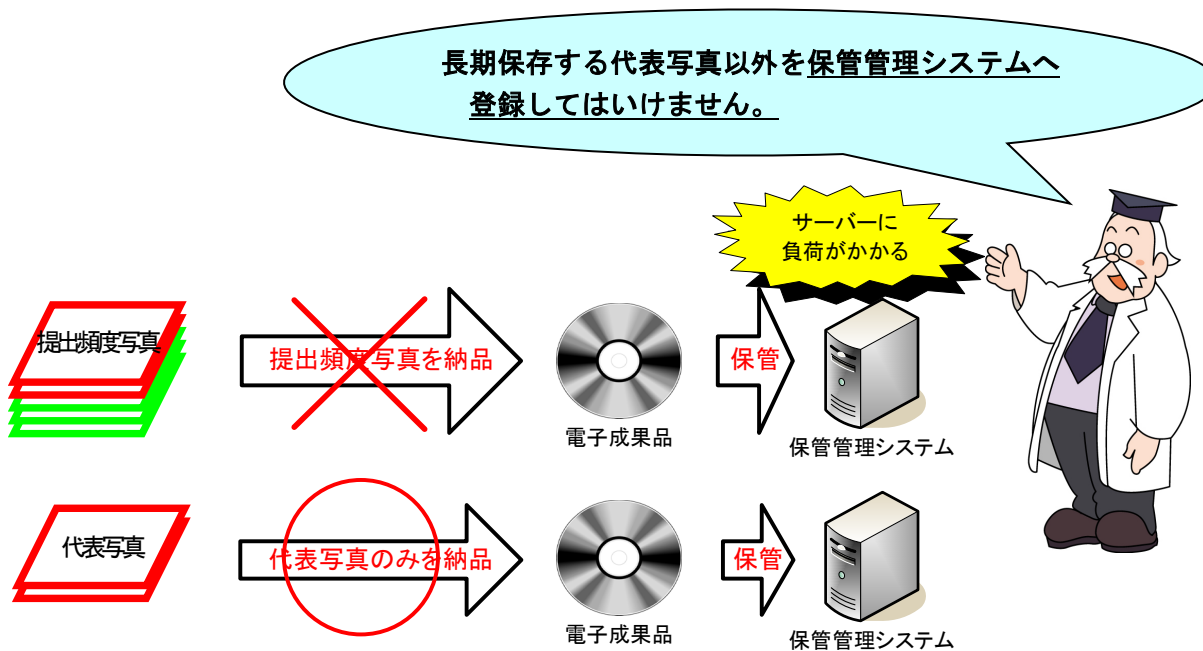 長期保存する代表写真以外を保管管理システムへ
登録してはいけません。
サーバーに
負荷がかかる
提出頻度写真
提出頻度写真を納品
保管
電子成果品
保管管理システム
代表写真
代表写真のみを納品
保管
電子成果品
保管管理システム